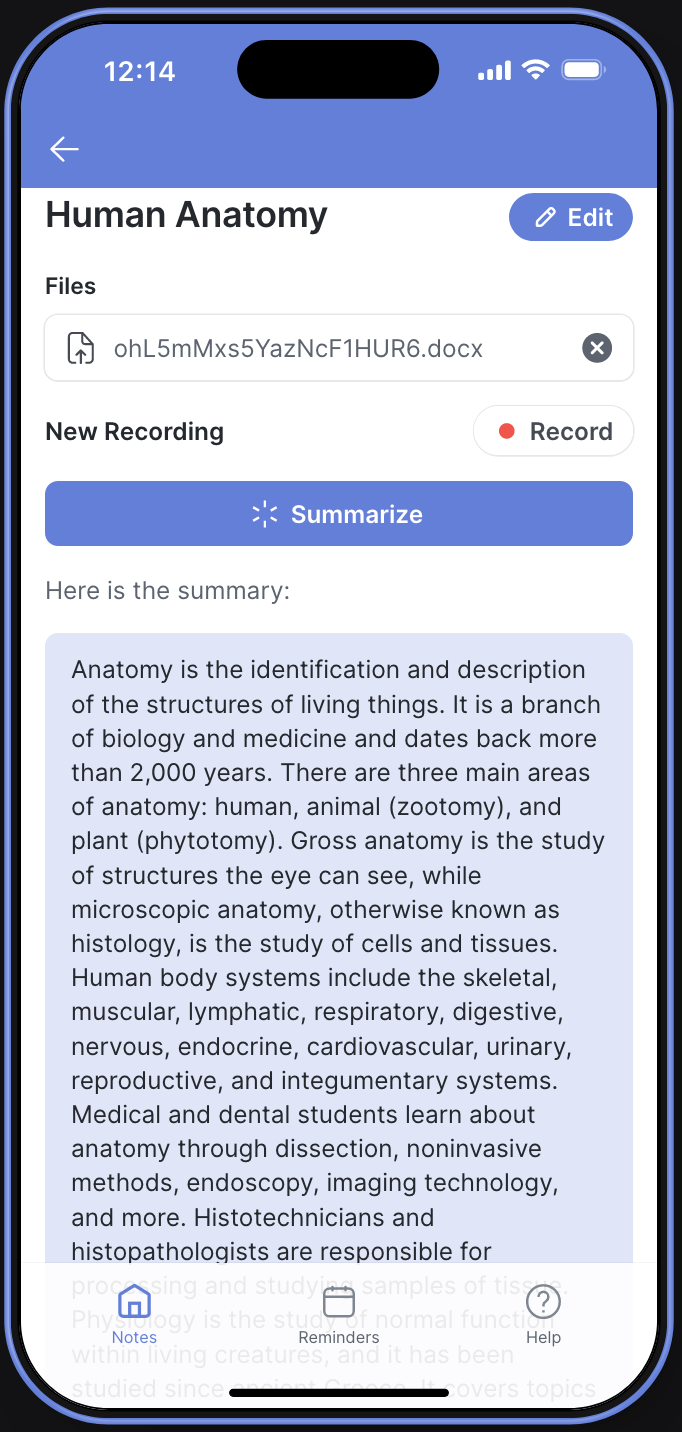 12:14
Human Anatomy
Edit
Files
ohL5mMxs5YazNcF1HUR6.docx
New Recording
Record
Summarize
Here is the summary:
Anatomy is the identification and description
of the structures of living things. It is a branch
of biology and medicine and dates back more
than 2,000 years. There are three main areas
of anatomy: human, animal (zootomy), and
plant (phytotomy). Gross anatomy is the study
of structures the eye can see, while
microscopic anatomy, otherwise known as
histology, is the study of cells and tissues.
Human body systems include the skeletal,
muscular, lymphatic, respiratory, digestive,
nervous, endocrine, cardiovascular, urinary,
reproductive, and integumentary systems.
Medical and dental students learn about
anatomy through dissection, noninvasive
methods, endoscopy, imaging technology,
and more. Histotechnicians and
histopathologists are responsible for
processing and studying samples of tissue.
Physiology is the study of normal function
within living creatures, and it has been
studied since ancient Greece. It covers topics
Notes
Reminders
Help